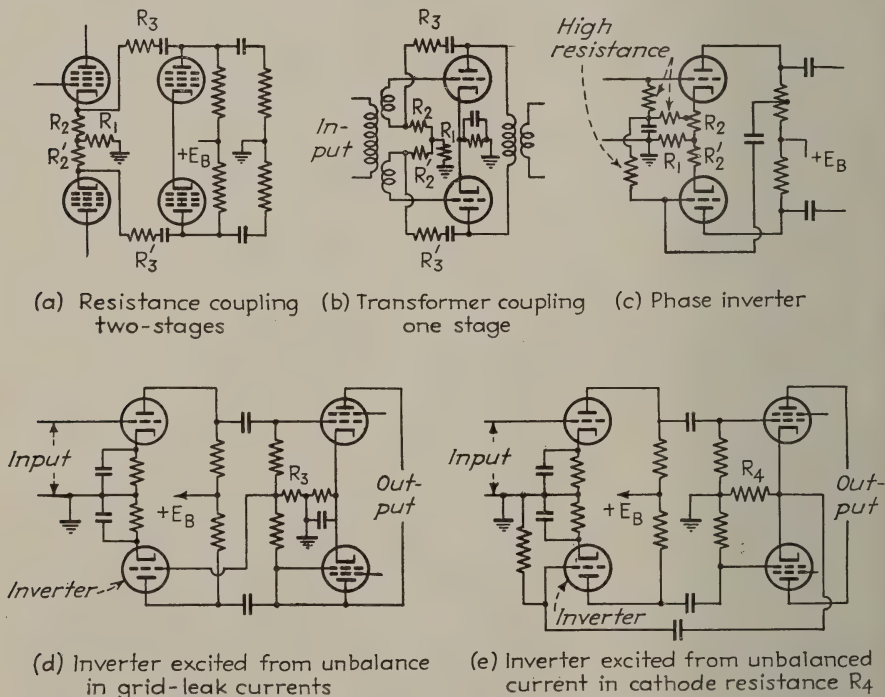 R3
R2
R1
R2'
+EB
R3'
(a) Resistance coupling
two-stages
R3
In-
put
R2
R1
R2'
R3'
(b) Transformer coupling
one stage
High
resistance
R2
R1
R2'
+EB
(c) Phase inverter
Input
+EB
R3
Out-
put
Inverter
(d) Inverter excited from unbalance
in grid-leak currents
Input
+EB
R4
Out-
put
Inverter
(e) Inverter excited from unbalanced
current in cathode resistance R4